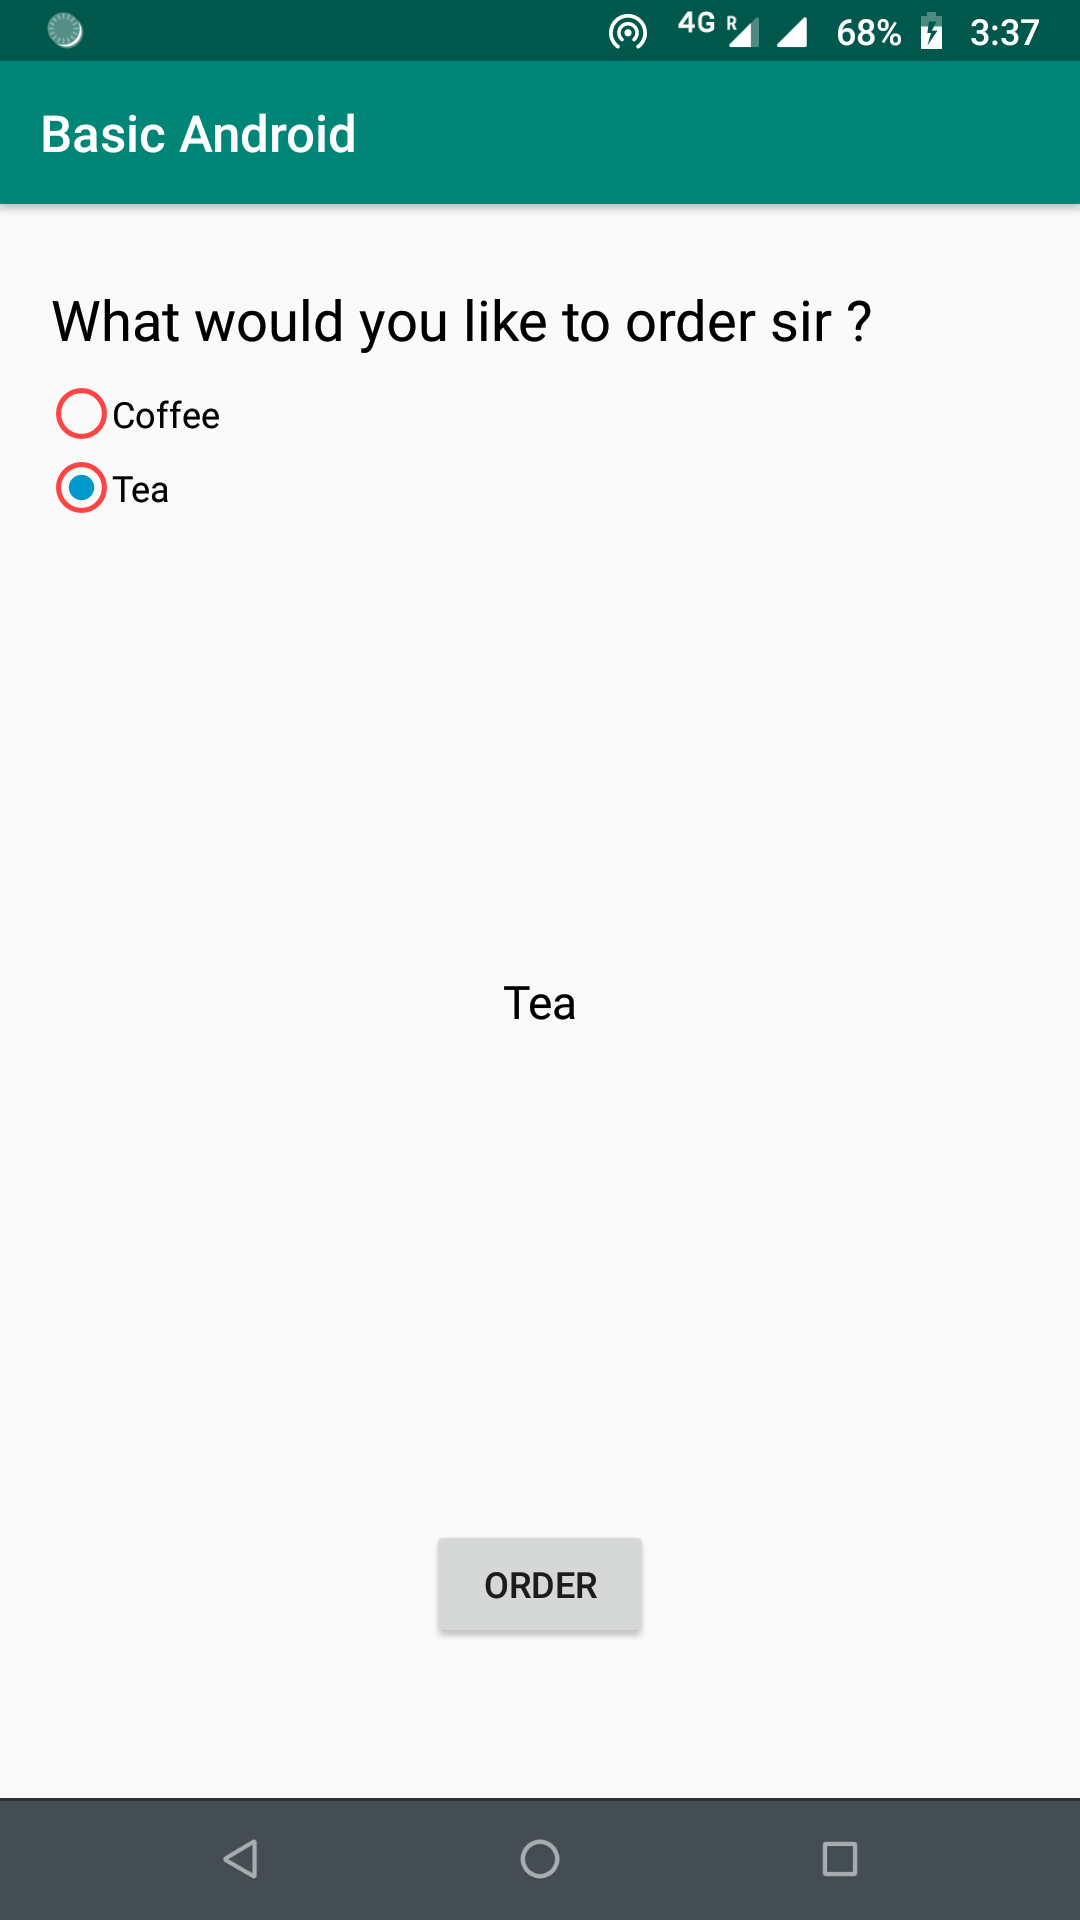 4G R 68% 3:37
Basic Android
What would you like to order sir ?
Coffee
Tea
Tea
ORDER